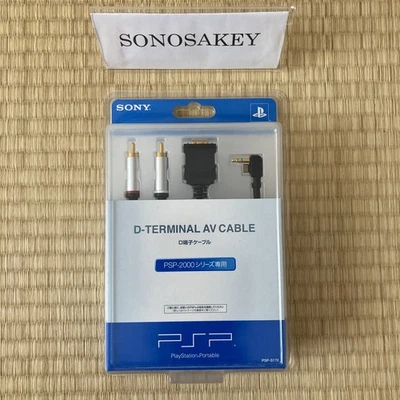 SONOSAKEY
SONY
D-TERMINAL AV CABLE
D端子ケーブル
PSP-2000シリーズ専用
PSP
PlayStation Portable